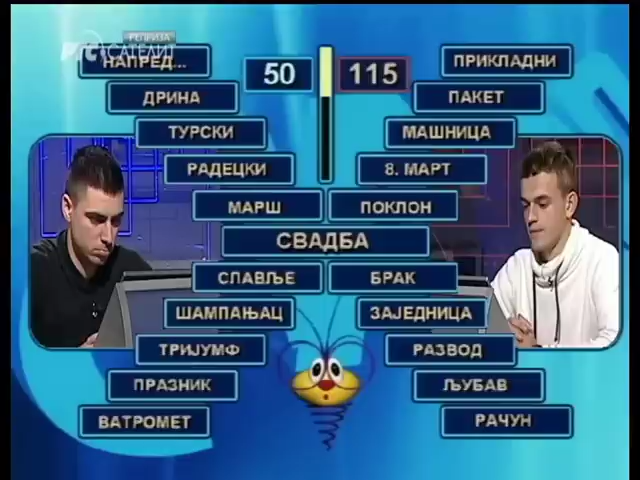 РЕПРИЗА
РТС САТЕЛИТ
НАПРЕД...
50
115
ПРИКЛАДНИ
ДРИНА
ПАКЕТ
ТУРСКИ
МАШНИЦА
РАДЕЦКИ
8. МАРТ
МАРШ
ПОКЛОН
СВАДБА
СЛАВЉЕ
БРАК
ШАМПАЊАЦ
ЗАЈЕДНИЦА
ТРИЈУМФ
РАЗВОД
ПРАЗНИК
ЉУБАВ
ВАТРОМЕТ
РАЧУН